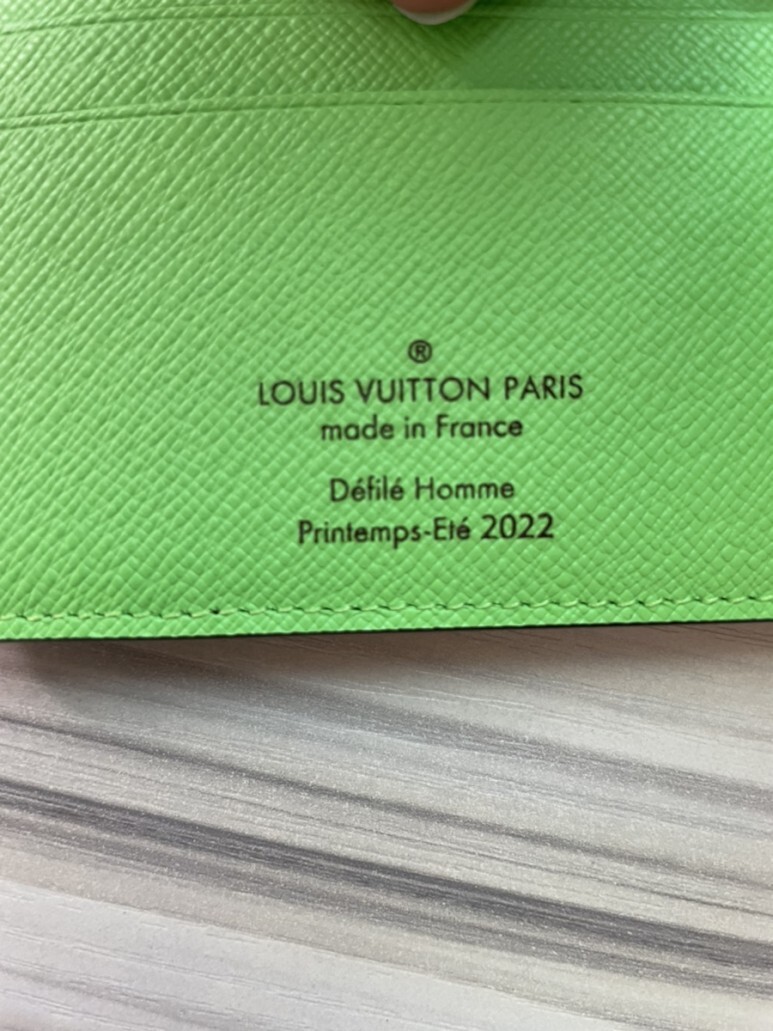 ®
LOUIS VUITTON PARIS
made in France
Défilé Homme
Printemps-Eté 2022